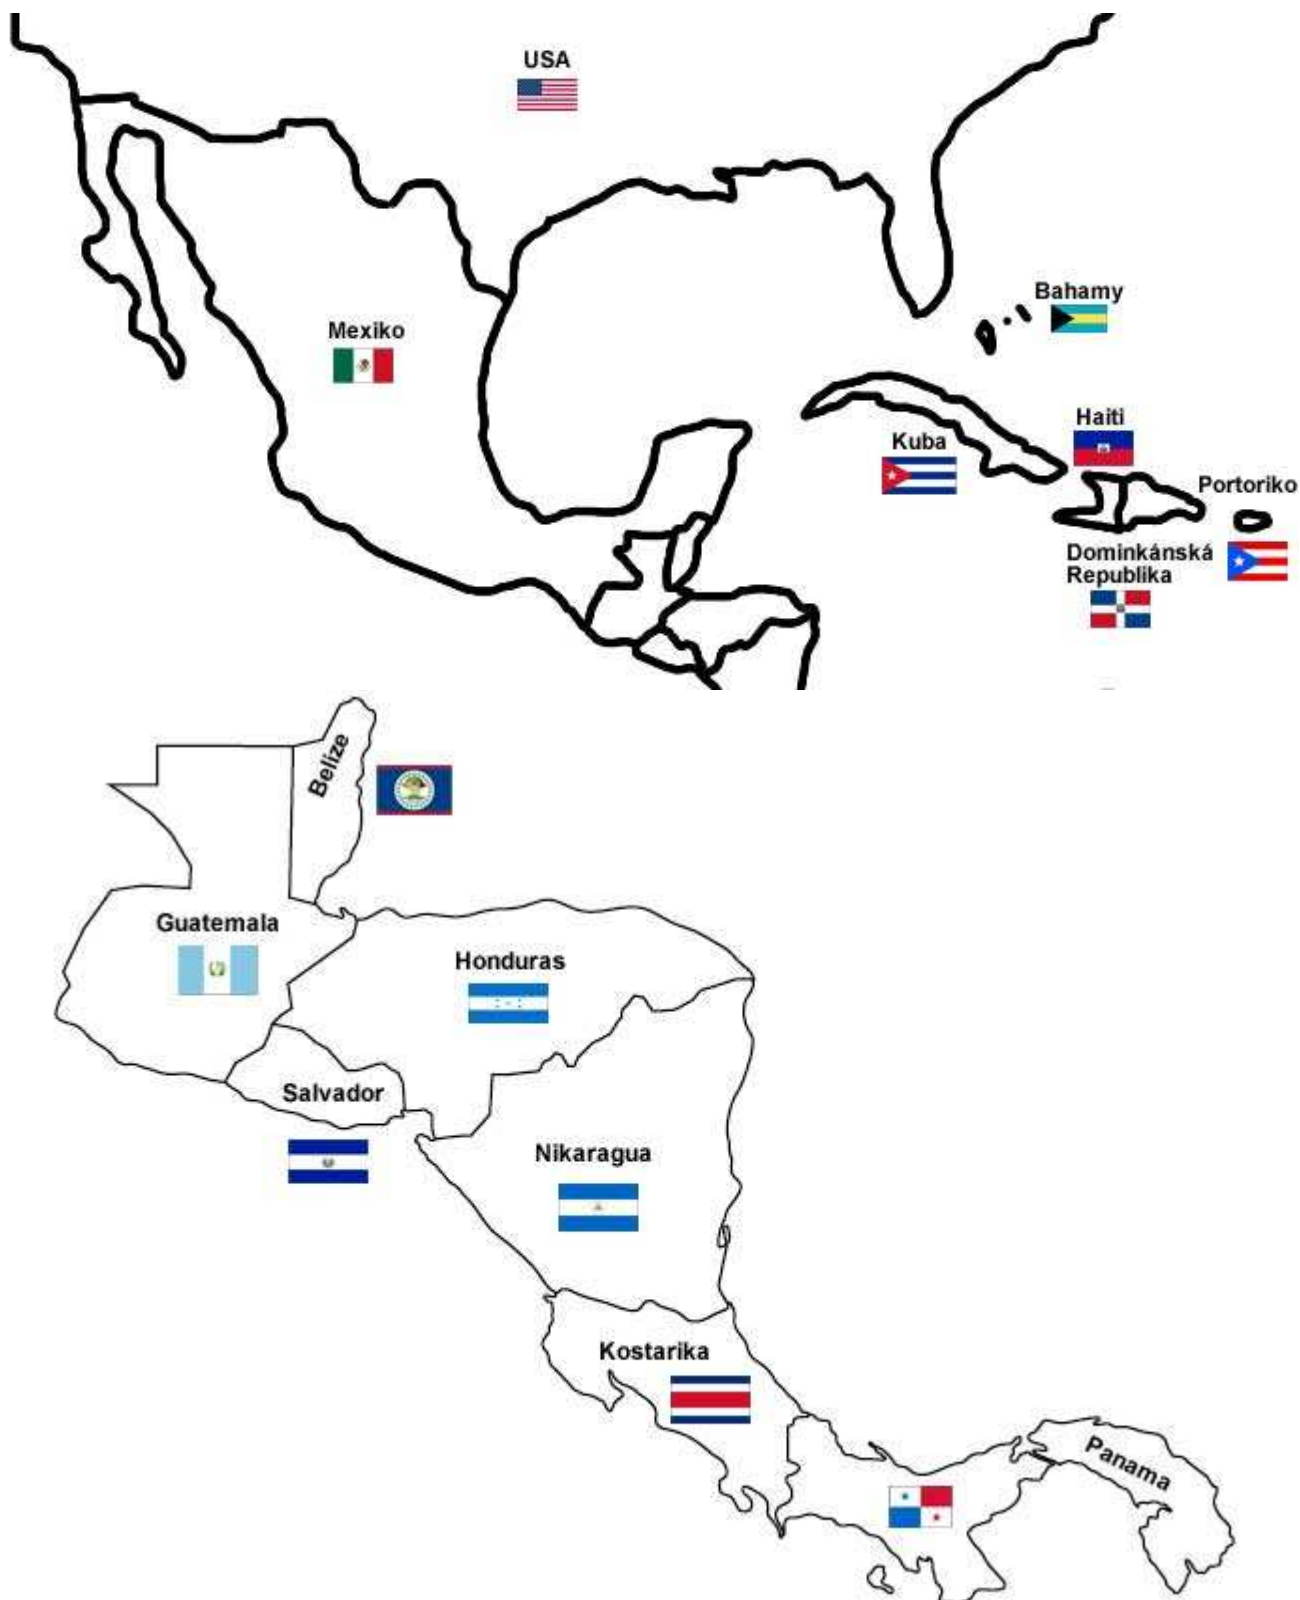 USA
Bahamy
Mexiko
Haiti
Kuba
Portoriko
Dominkánská
Republika
Belize
Guatemala
Honduras
Salvador
Nikaragua
Kostarika
Panama